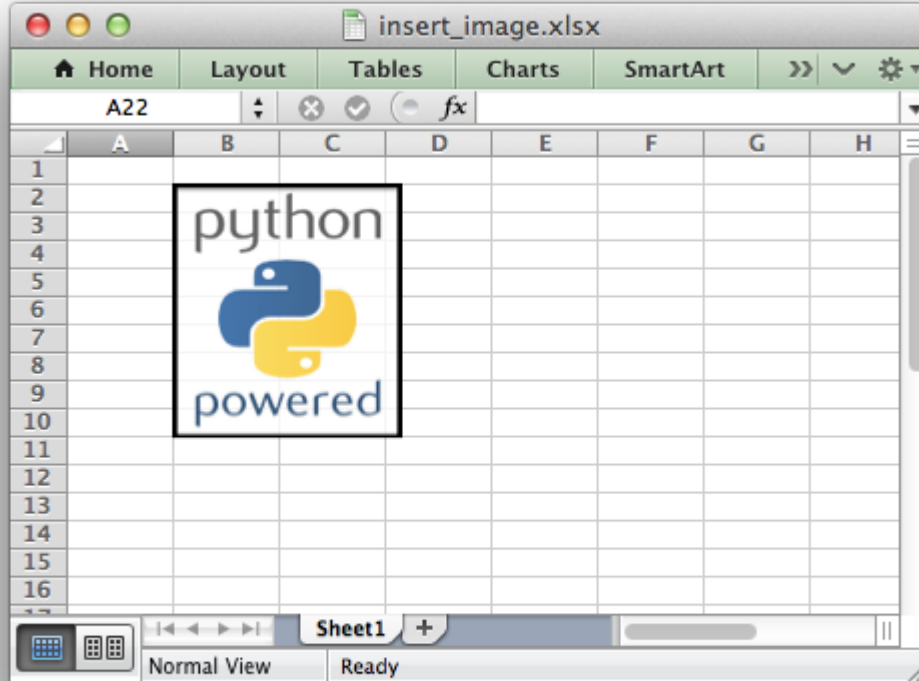 insert_image.xlsx
Home Layout Tables Charts SmartArt
A22 fx
A B C D E F G H
1
2
3
4
5
6
7
8
9
10
11
12
13
14
15
16
python
powered
Sheet1 +
Normal View Ready